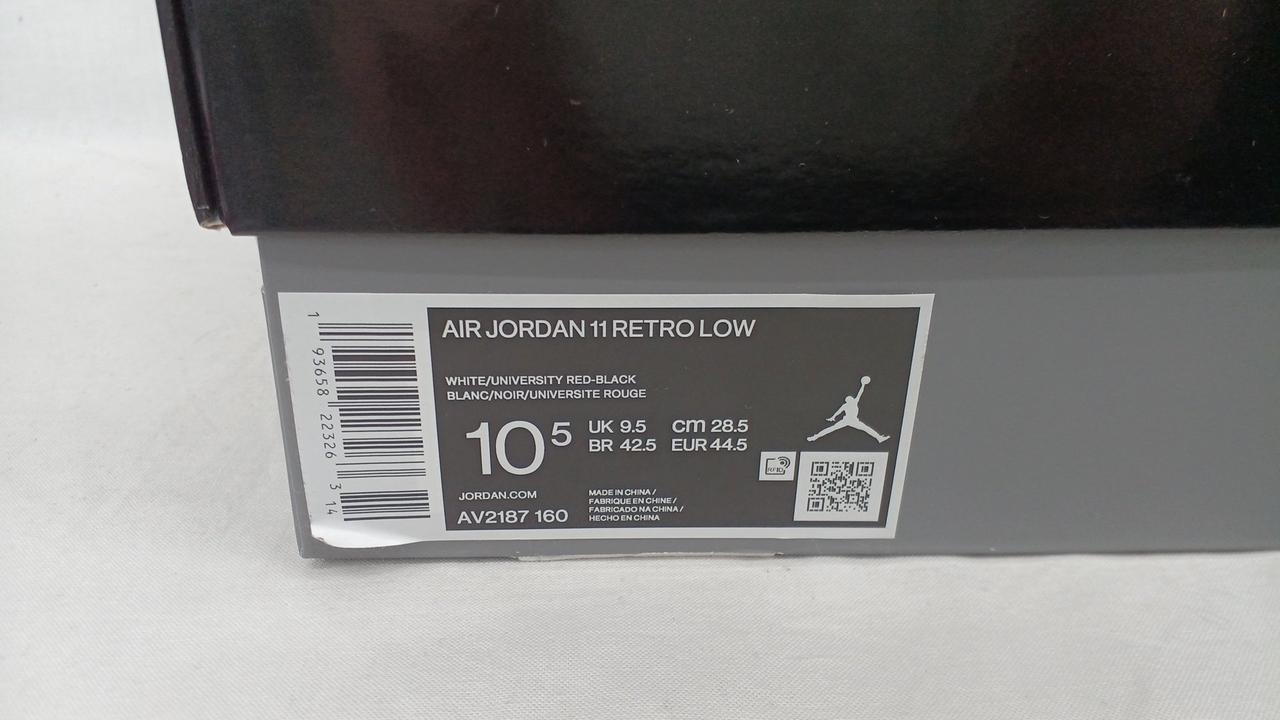 1 93658 22326 3 14
AIR JORDAN 11 RETRO LOW
WHITE/UNIVERSITY RED-BLACK
BLANC/NOIR/UNIVERSITE ROUGE
10 5
UK 9.5 cm 28.5
BR 42.5 EUR 44.5
RFID
JORDAN.COM
AV2187 160
MADE IN CHINA /
FABRIQUE EN CHINE /
FABRICADO NA CHINA /
HECHO EN CHINA